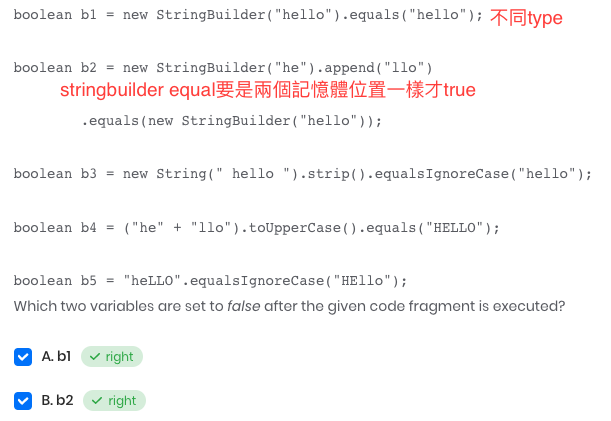 boolean b1 = new StringBuilder("hello").equals("hello"); 不同type
boolean b2 = new StringBuilder("he").append("llo")
stringbuilder equal要是兩個記憶體位置一樣才true
.equals(new StringBuilder("hello"));
boolean b3 = new String(" hello ").strip().equalsIgnoreCase("hello");
boolean b4 = ("he" + "llo").toUpperCase().equals("HELLO");
boolean b5 = "heLLO".equalsIgnoreCase("HEllo");
Which two variables are set to false after the given code fragment is executed?
A. b1 right
B. b2 right